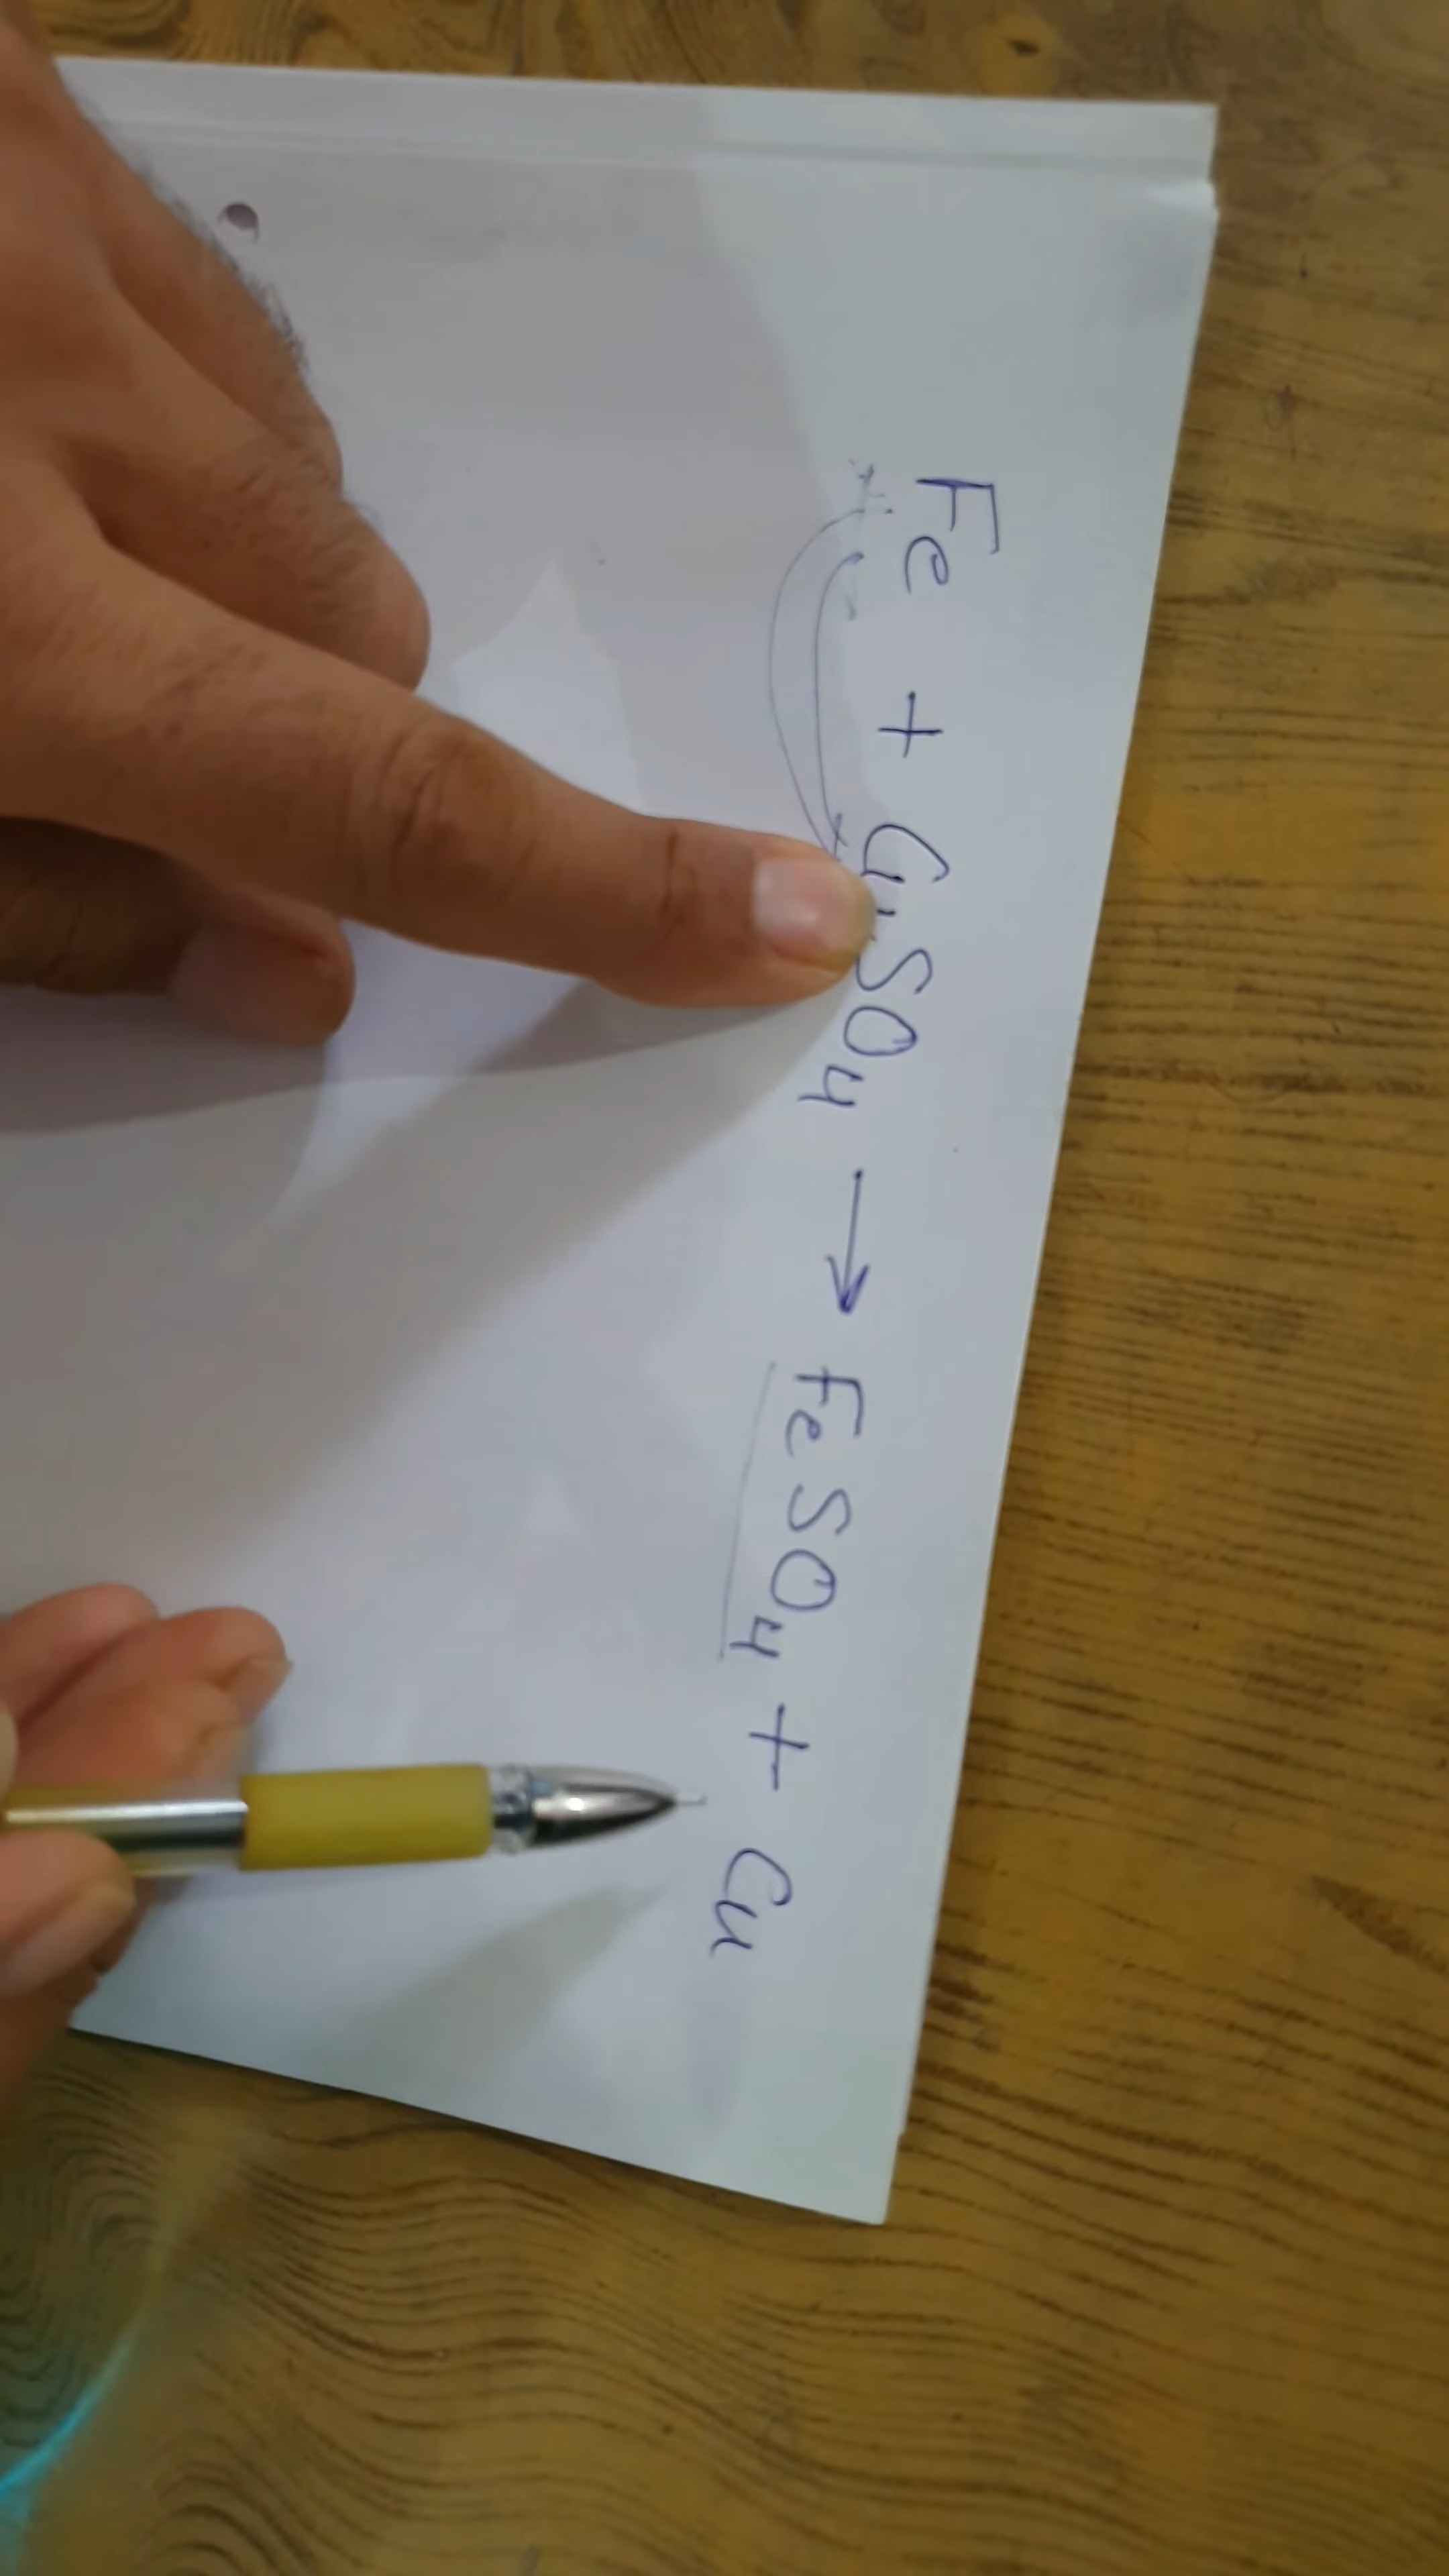 Fe + CuSO4 → FeSO4 + Cu